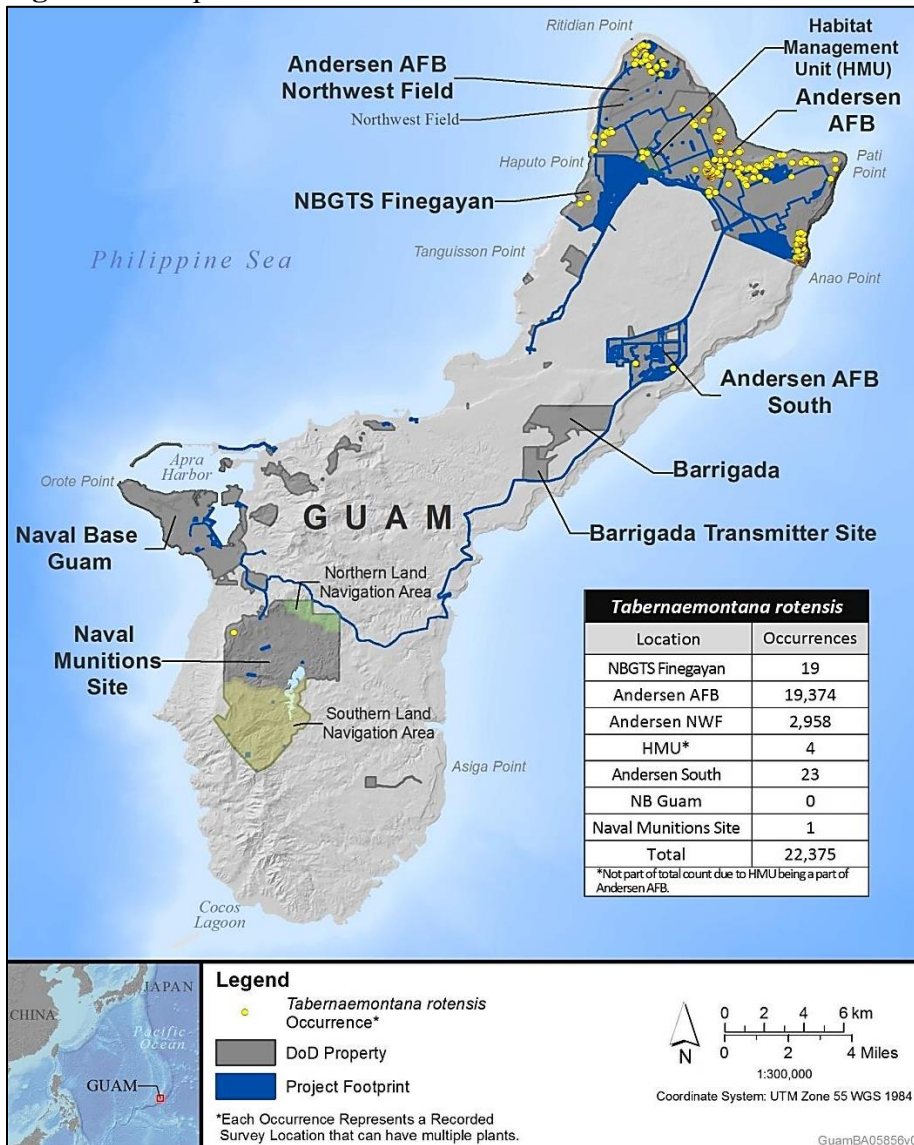 Ritidian Point
Habitat
Management
Unit (HMU)
Andersen AFB
Northwest Field
Northwest Field
Andersen
AFB
Haputo Point
Pati
Point
NBGTS Finegayan
Philippine Sea
Tanguisson Point
Anao Point
Andersen AFB
South
Apra
Harbor
Orote Point
Barrigada
GUAM
Naval Base
Guam
Barrigada Transmitter Site
Northern Land
Navigation Area
Naval
Munitions
Site
Southern Land
Navigation Area
Asiga Point
Cocos
Lagoon
Tabernaemontana rotensis
Location Occurrences
NBGTS Finegayan 19
Andersen AFB 19,374
Andersen NWF 2,958
HMU* 4
Andersen South 23
NB Guam 0
Naval Munitions Site 1
Total 22,375
*Not part of total count due to HMU being a part of
Andersen AFB.
CHINA
JAPAN
Pacific
Ocean
GUAM
Legend
Tabernaemontana rotensis
Occurrence*
DoD Property
Project Footprint
*Each Occurrence Represents a Recorded
Survey Location that can have multiple plants.
N
0 2 4 6 km
0 2 4 Miles
1:300,000
Coordinate System: UTM Zone 55 WGS 1984